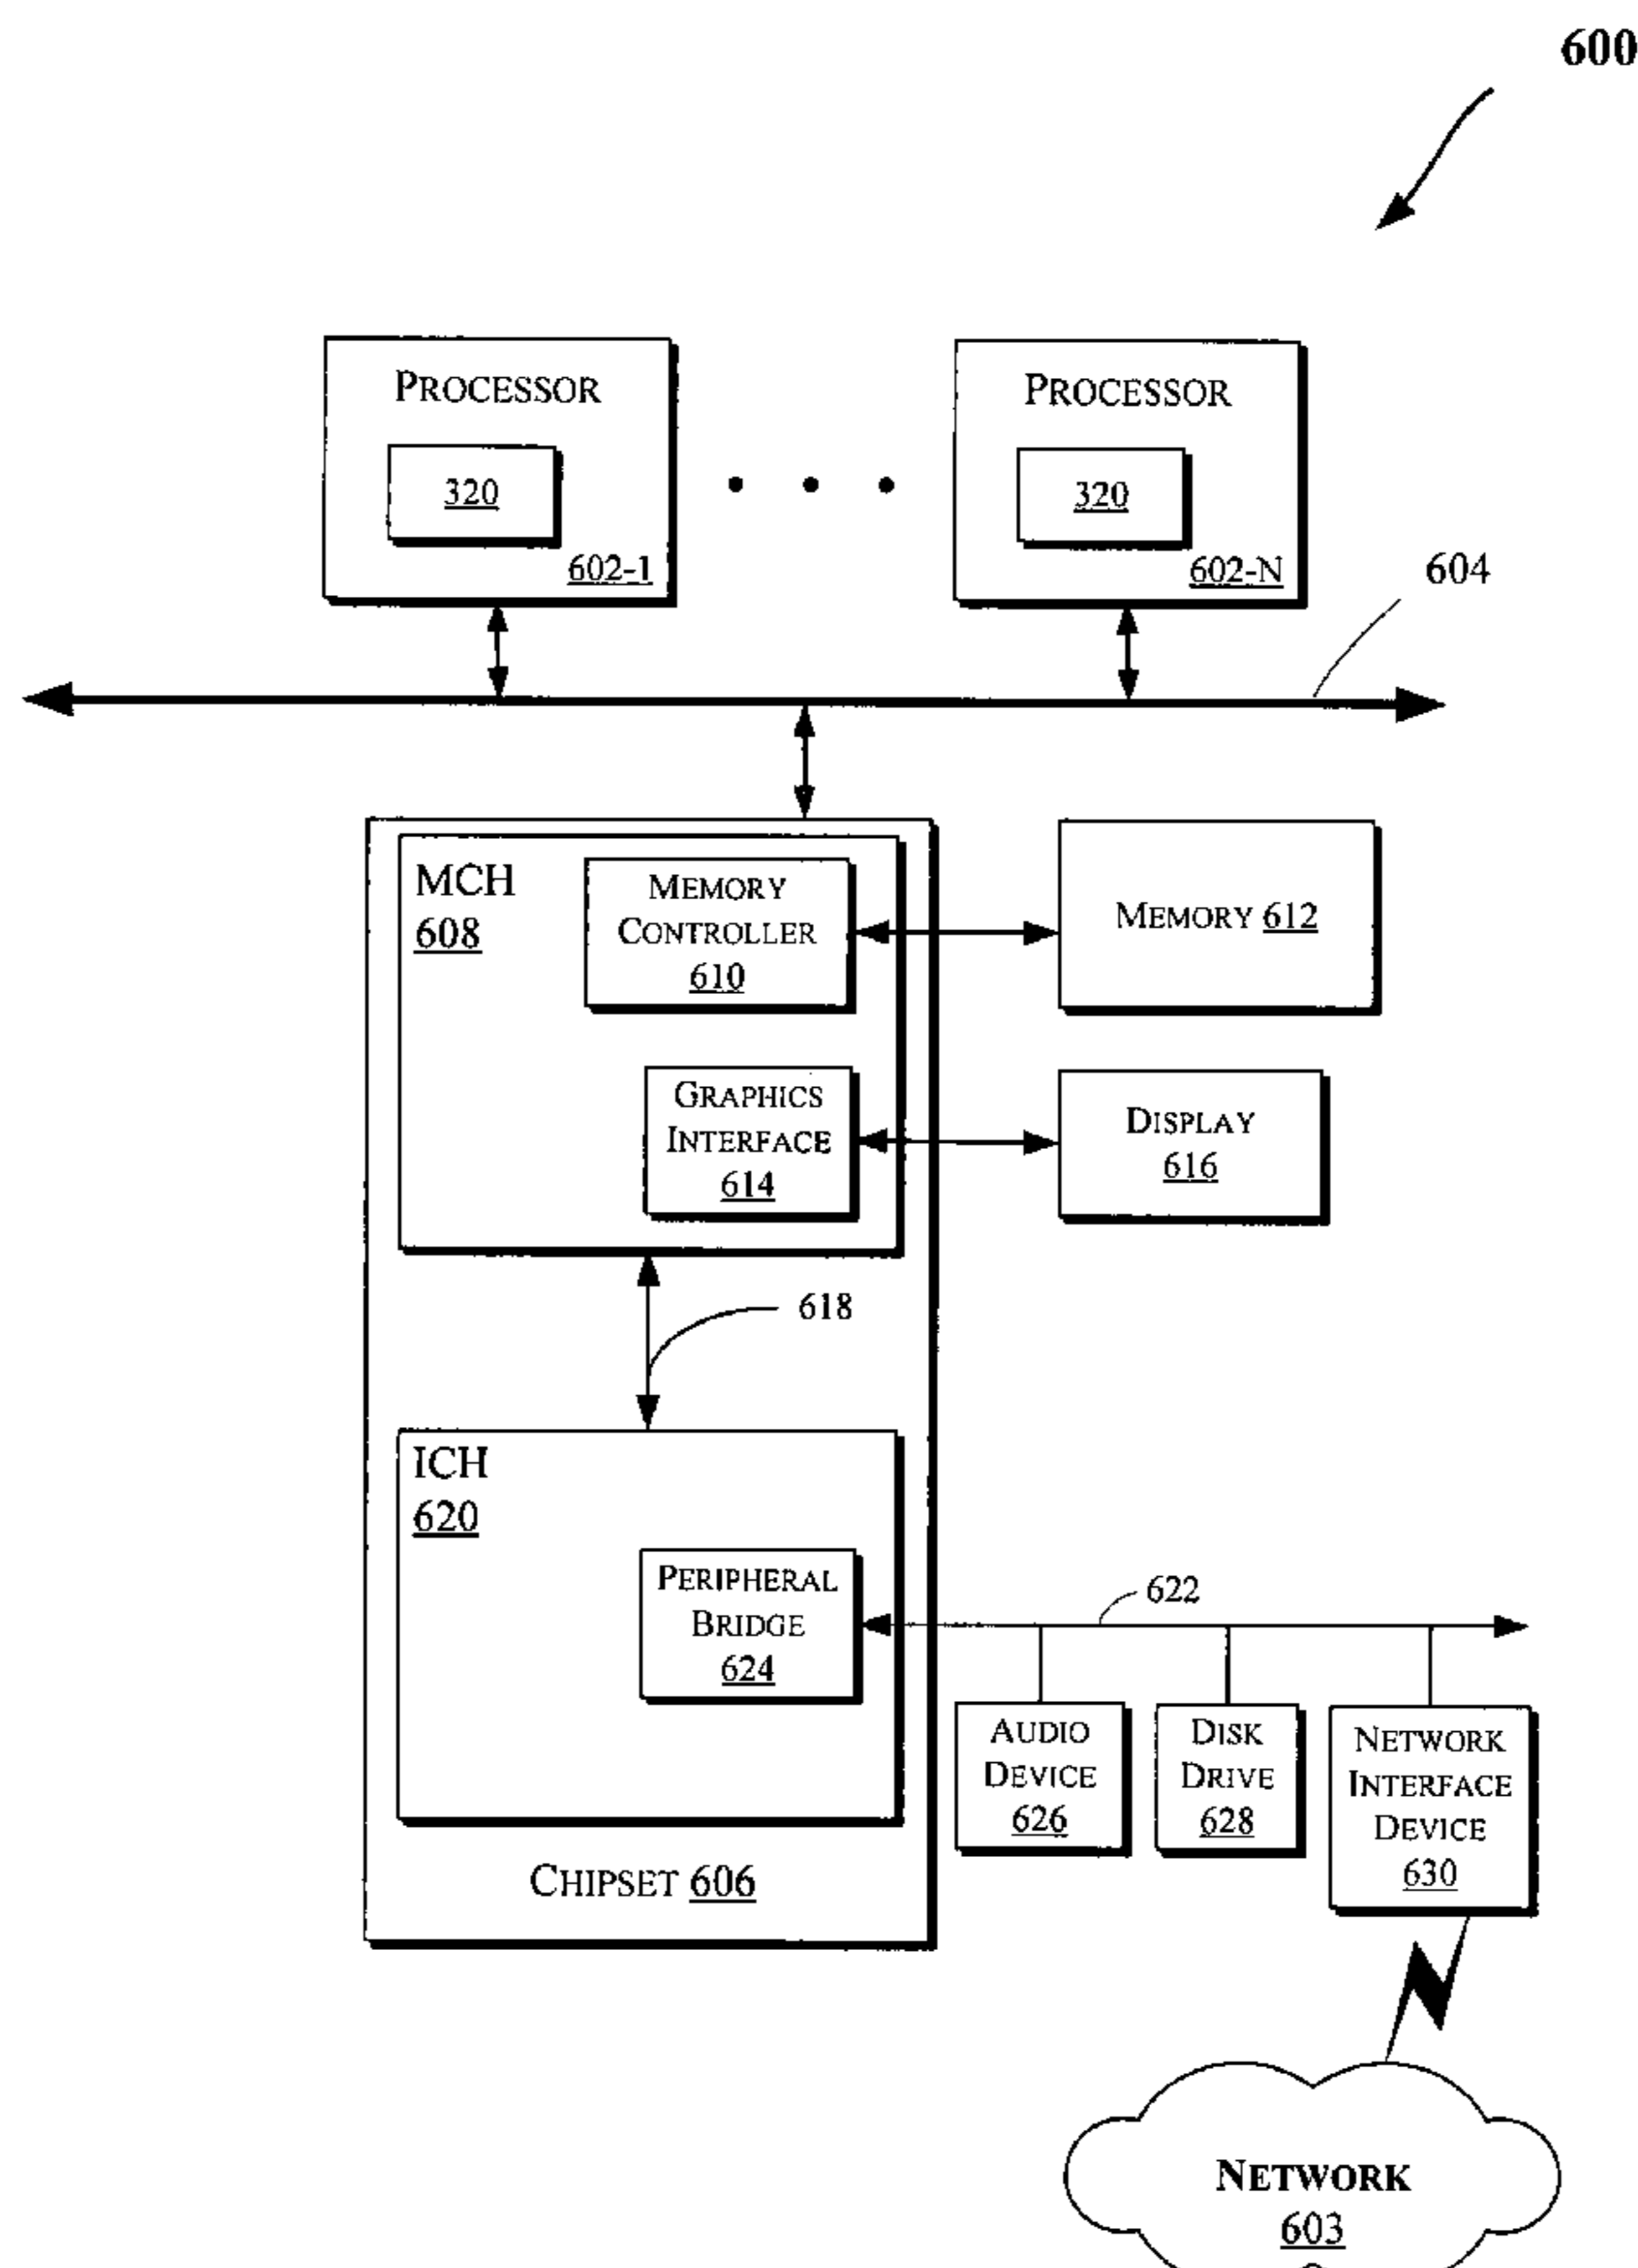 600
PROCESSOR
320
602-1
PROCESSOR
320
602-N
604
MCH
608
MEMORY
CONTROLLER
610
MEMORY 612
GRAPHICS
INTERFACE
614
DISPLAY
616
618
ICH
620
PERIPHERAL
BRIDGE
624
622
AUDIO
DEVICE
626
DISK
DRIVE
628
NETWORK
INTERFACE
DEVICE
630
CHIPSET 606
NETWORK
603